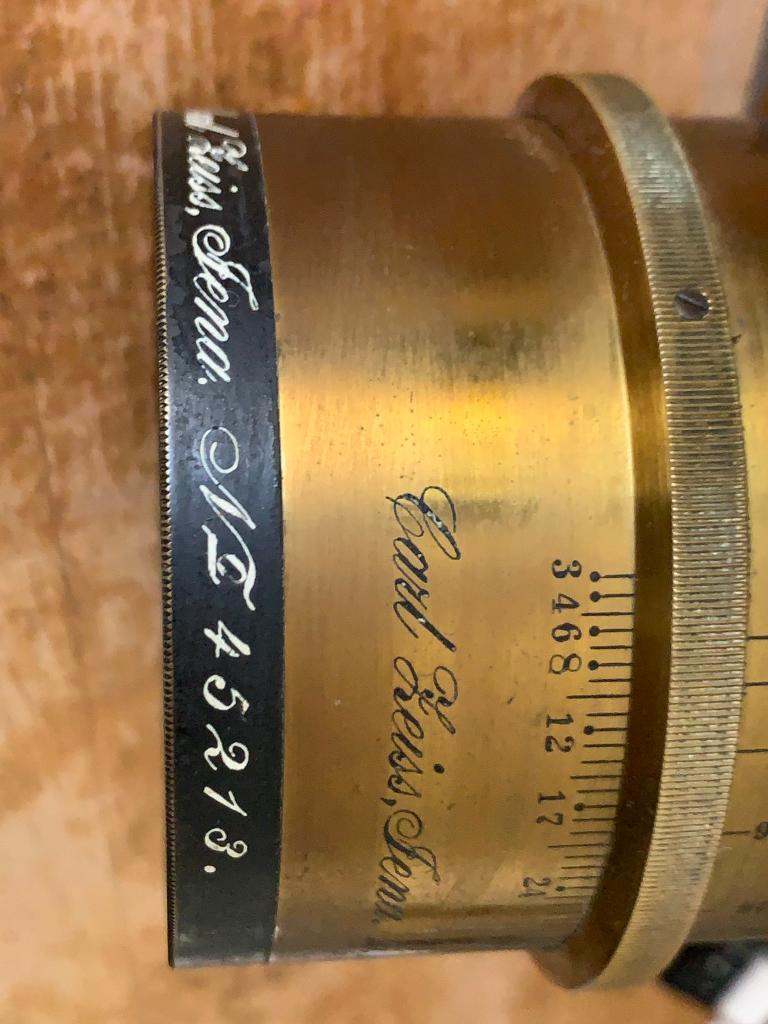 Zeiss, Jena. No 45213.
Carl Zeiss, Jena.
3 4 6 8 12 17 24